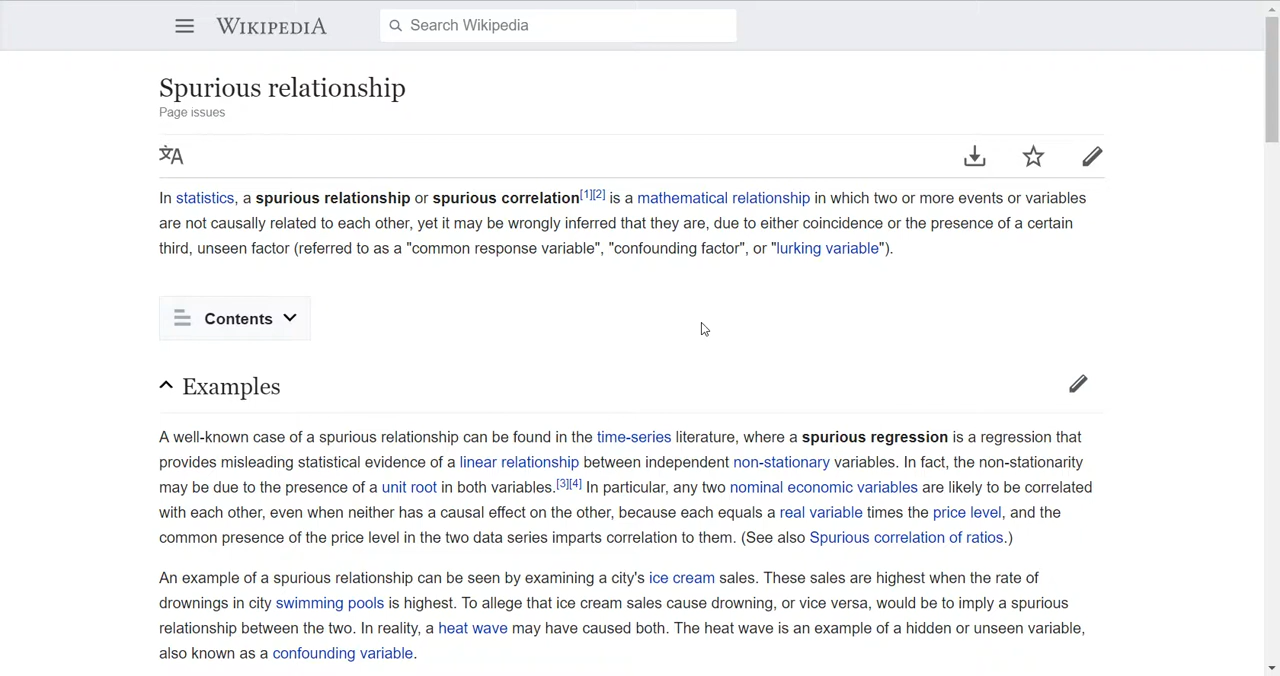 WIKIPEDIA
Search Wikipedia
Spurious relationship
Page issues
文A
In statistics, a spurious relationship or spurious correlation[1][2] is a mathematical relationship in which two or more events or variables
are not causally related to each other, yet it may be wrongly inferred that they are, due to either coincidence or the presence of a certain
third, unseen factor (referred to as a "common response variable", "confounding factor", or "lurking variable").
Contents
Examples
A well-known case of a spurious relationship can be found in the time-series literature, where a spurious regression is a regression that
provides misleading statistical evidence of a linear relationship between independent non-stationary variables. In fact, the non-stationarity
may be due to the presence of a unit root in both variables.[3][4] In particular, any two nominal economic variables are likely to be correlated
with each other, even when neither has a causal effect on the other, because each equals a real variable times the price level, and the
common presence of the price level in the two data series imparts correlation to them. (See also Spurious correlation of ratios.)
An example of a spurious relationship can be seen by examining a city's ice cream sales. These sales are highest when the rate of
drownings in city swimming pools is highest. To allege that ice cream sales cause drowning, or vice versa, would be to imply a spurious
relationship between the two. In reality, a heat wave may have caused both. The heat wave is an example of a hidden or unseen variable,
also known as a confounding variable.